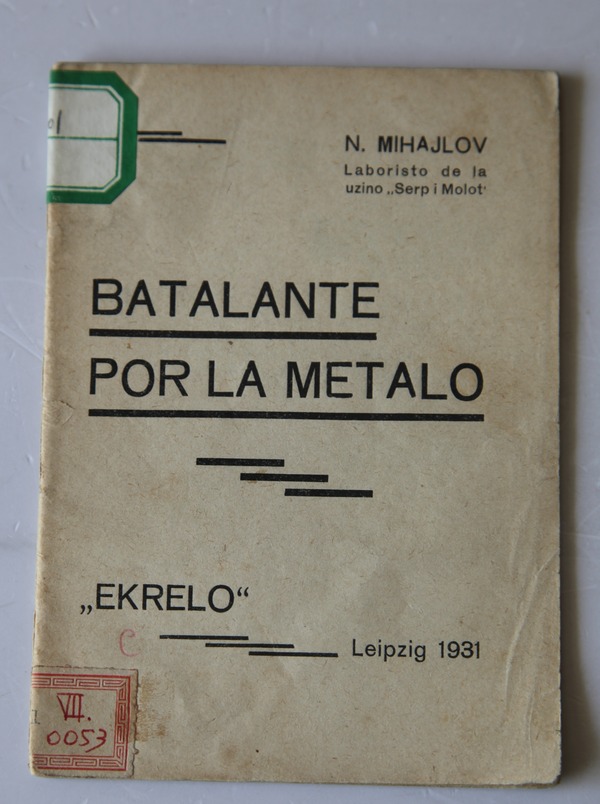 N. MIHAJLOV
Laboristo de la
uzino „Serp i Molot‘
BATALANTE
POR LA METALO
„EKRELO“
C
Leipzig 1931
VII.
0053